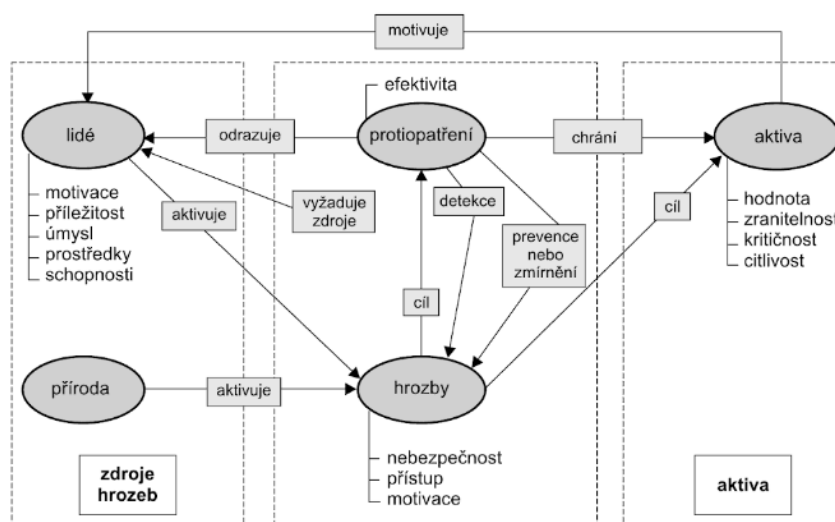 motivuje
efektivita
lidé
odrazuje
protiopatření
chrání
aktiva
motivace
příležitost
úmysl
prostředky
schopnosti
aktivuje
vyžaduje
zdroje
detekce
prevence
nebo
zmírnění
cíl
hodnota
zranitelnost
kritičnost
citlivost
cíl
příroda
aktivuje
hrozby
nebezpečnost
přístup
motivace
zdroje
hrozeb
aktiva